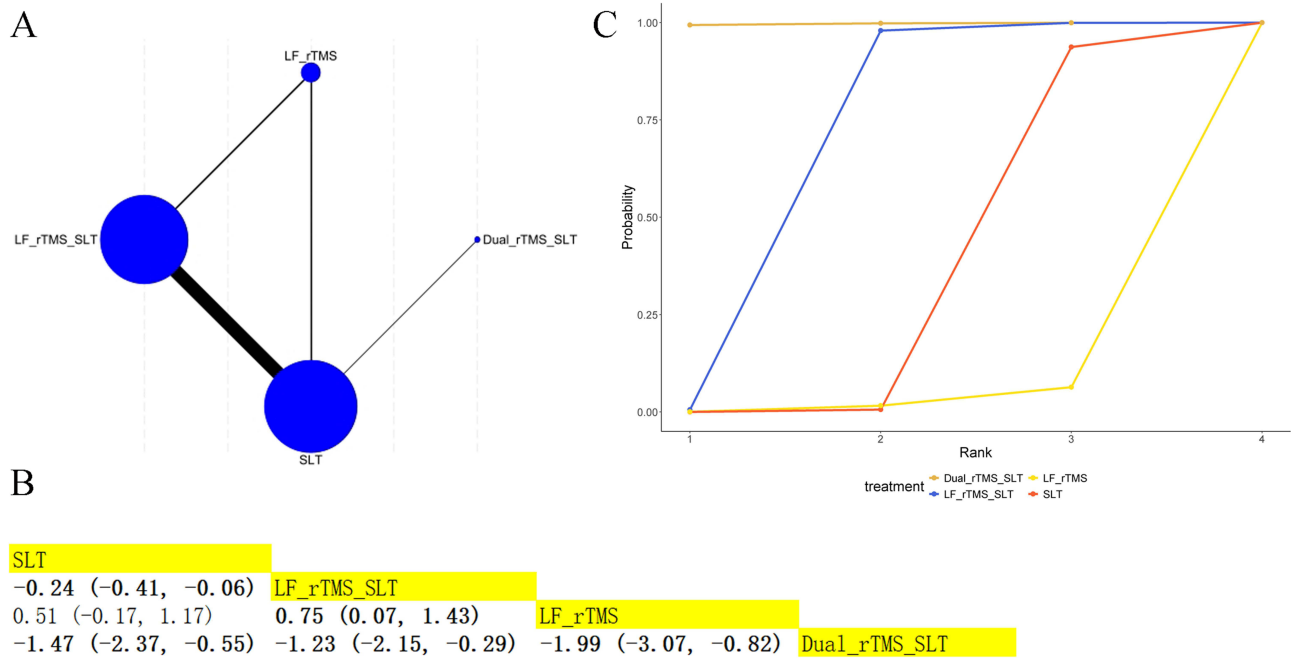 A
LF_rTMS
LF_rTMS_SLT
Dual_rTMS_SLT
SLT
B
SLT
-0.24 (-0.41, -0.06) LF_rTMS_SLT
0.51 (-0.17, 1.17) 0.75 (0.07, 1.43) LF_rTMS
-1.47 (-2.37, -0.55) -1.23 (-2.15, -0.29) -1.99 (-3.07, -0.82) Dual_rTMS_SLT
C
1.00
0.75
0.50
0.25
0.00
Probability
1 2 3 4
Rank
treatment
Dual_rTMS_SLT LF_rTMS
LF_rTMS_SLT SLT